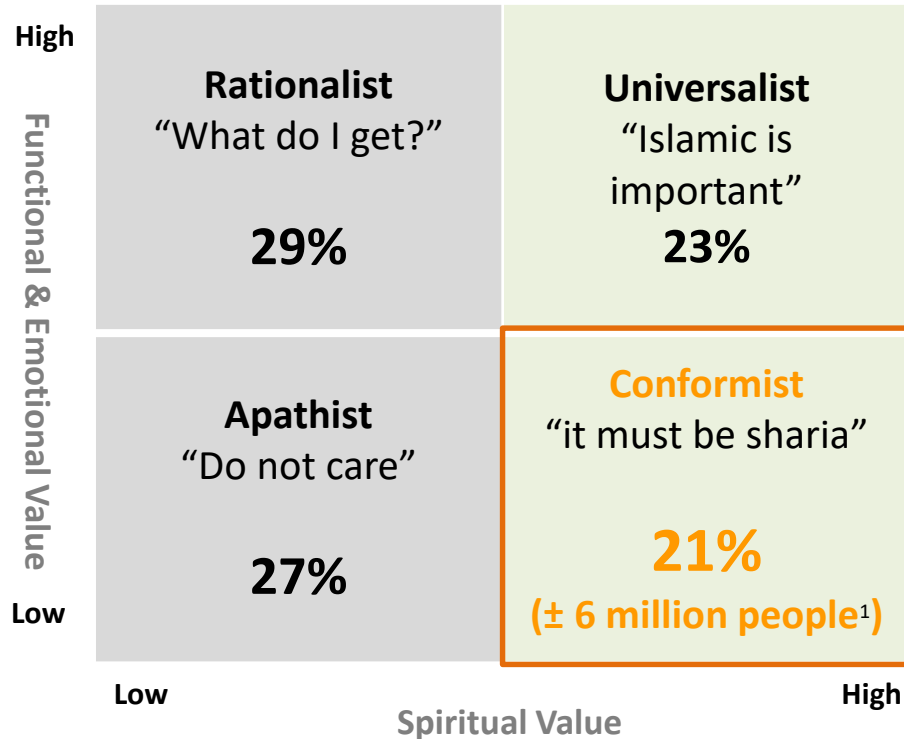 High
Functional & Emotional Value
Low
Rationalist
“What do I get?”
29%
Universalist
“Islamic is
important”
23%
Apathist
“Do not care”
27%
Conformist
“it must be sharia”
21%
(± 6 million people¹)
Low
High
Spiritual Value